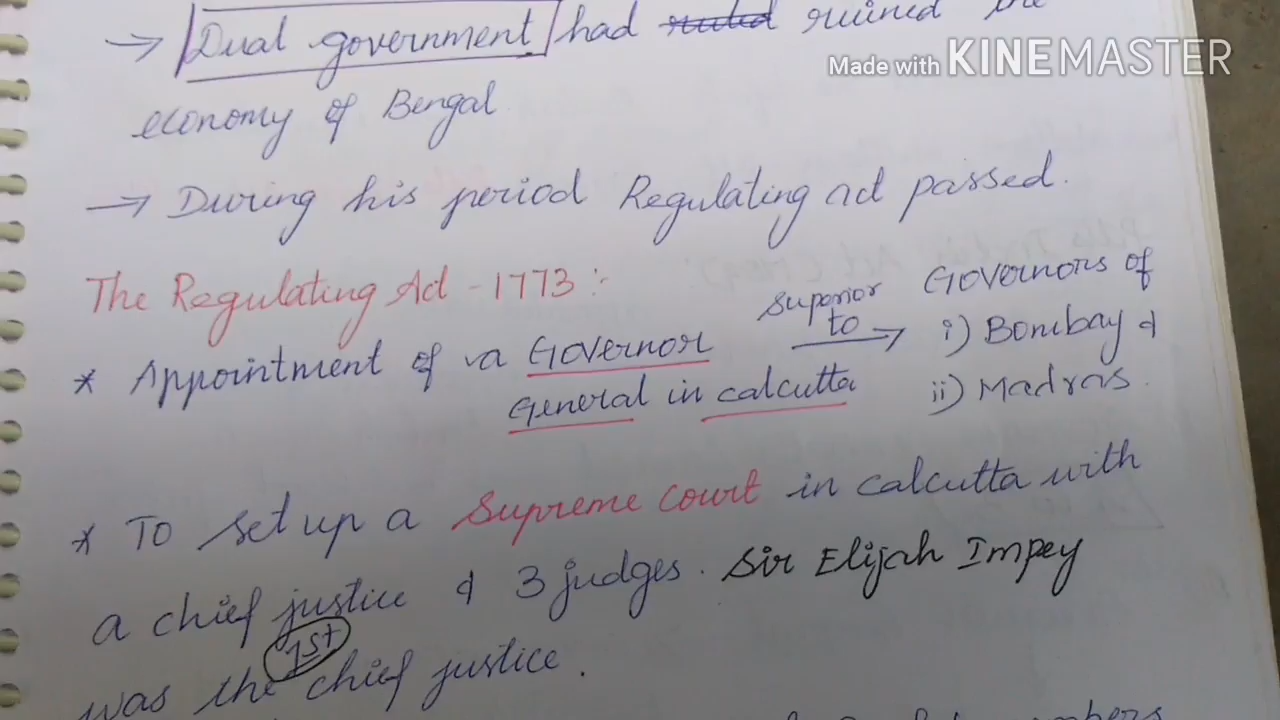 → Dual government had ruled ruined the
Made with KINEMASTER
economy of Bengal
→ During his period Regulating act passed.
The Regulating Act - 1773 :-
* Appointment of a Governor superior to → Governors of
General in calcutta i) Bombay &
ii) Madras.
* To set up a Supreme court in calcutta with
a chief justice & 3 judges. Sir Elijah Impey
was the 1st chief justice.